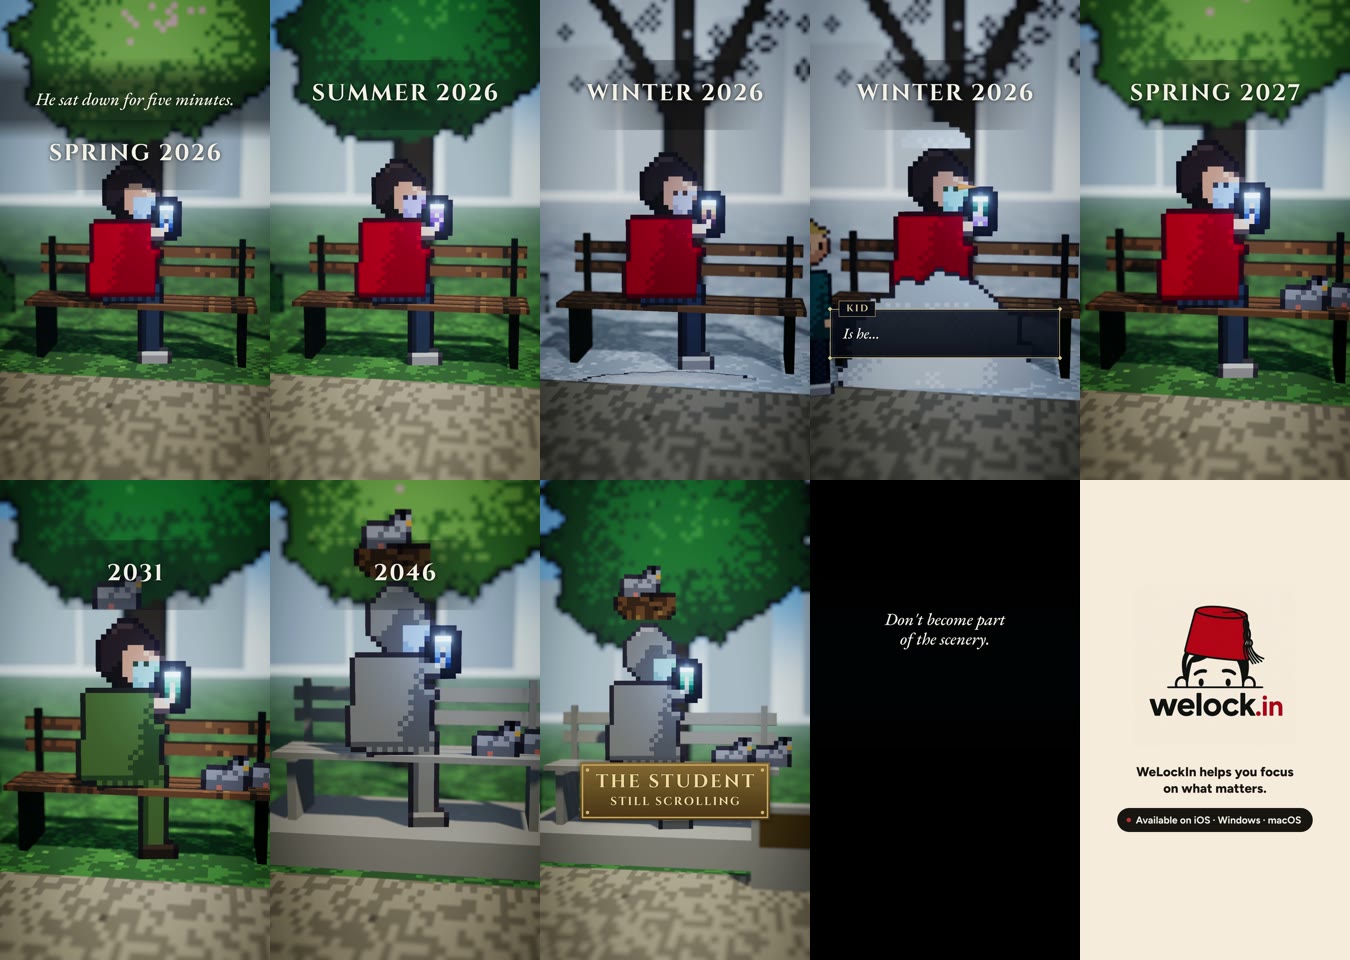 He sat down for five minutes.
SPRING 2026
SUMMER 2026
WINTER 2026
WINTER 2026
KID
Is he...
SPRING 2027
2031
2046
THE STUDENT
STILL SCROLLING
Don't become part
of the scenery.
welock.in
WeLockIn helps you focus
on what matters.
Available on iOS · Windows · macOS